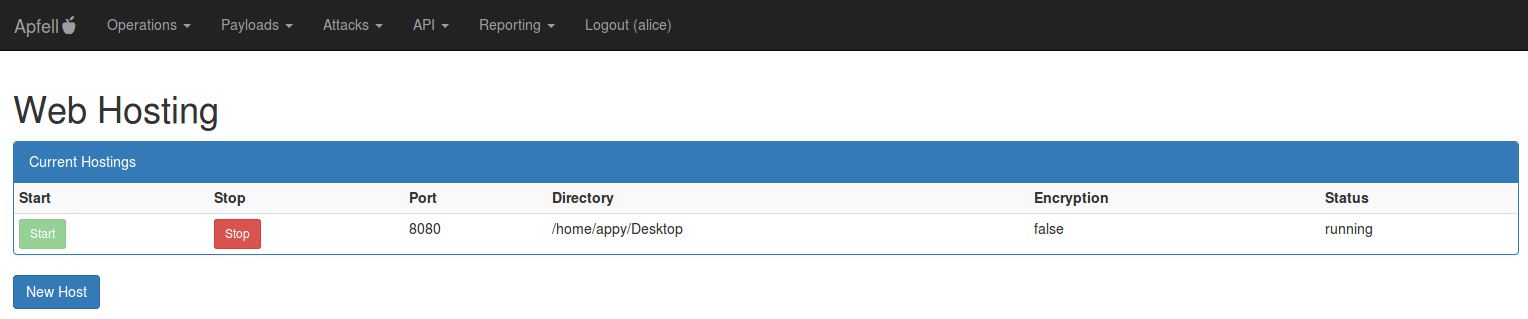 Apfell Operations Payloads Attacks API Reporting Logout (alice)
Web Hosting
Current Hostings
Start Stop Port Directory Encryption Status
Start Stop 8080 /home/appy/Desktop false running
New Host